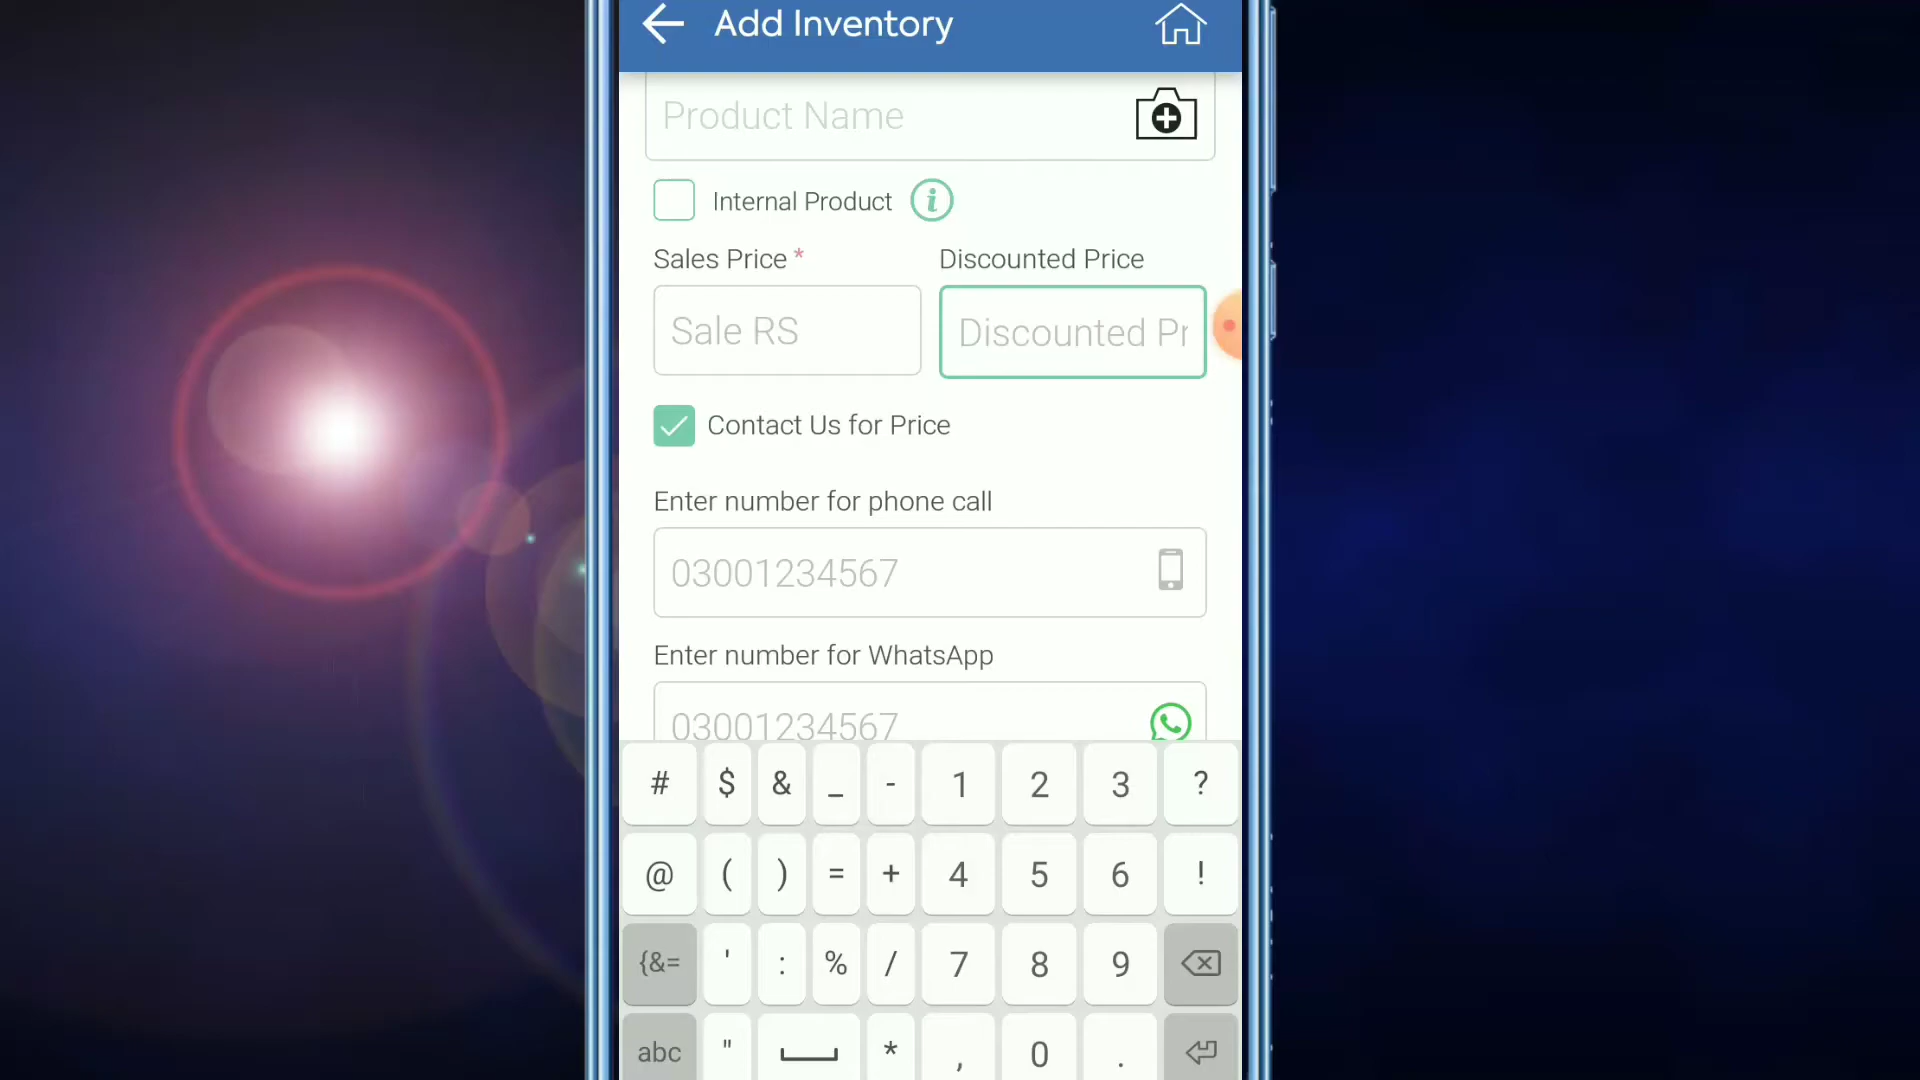 Add Inventory
Product Name
Internal Product i
Sales Price * Discounted Price
Sale RS Discounted Pr
Contact Us for Price
Enter number for phone call
03001234567
Enter number for WhatsApp
03001234567
# $ & _ - 1 2 3 ?
@ ( ) = + 4 5 6 !
{&= ' : % / 7 8 9
abc " * , 0 .